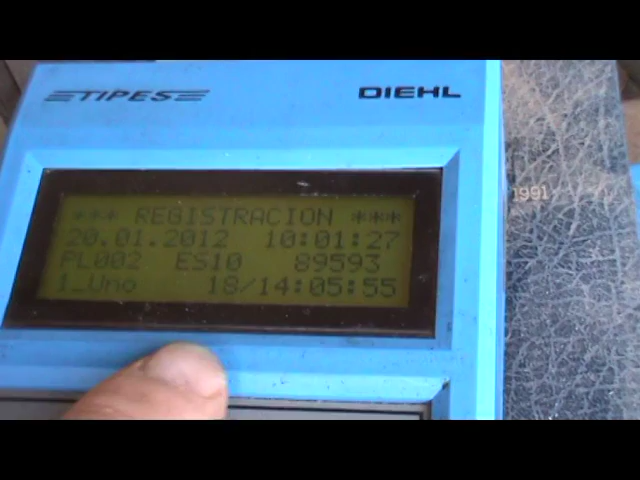 TIPES
DIEHL
1991
*** REGISTRACION ***
20.01.2012 10:01:27
PL002 ES10 89593
1_Uno 18/14:05:55